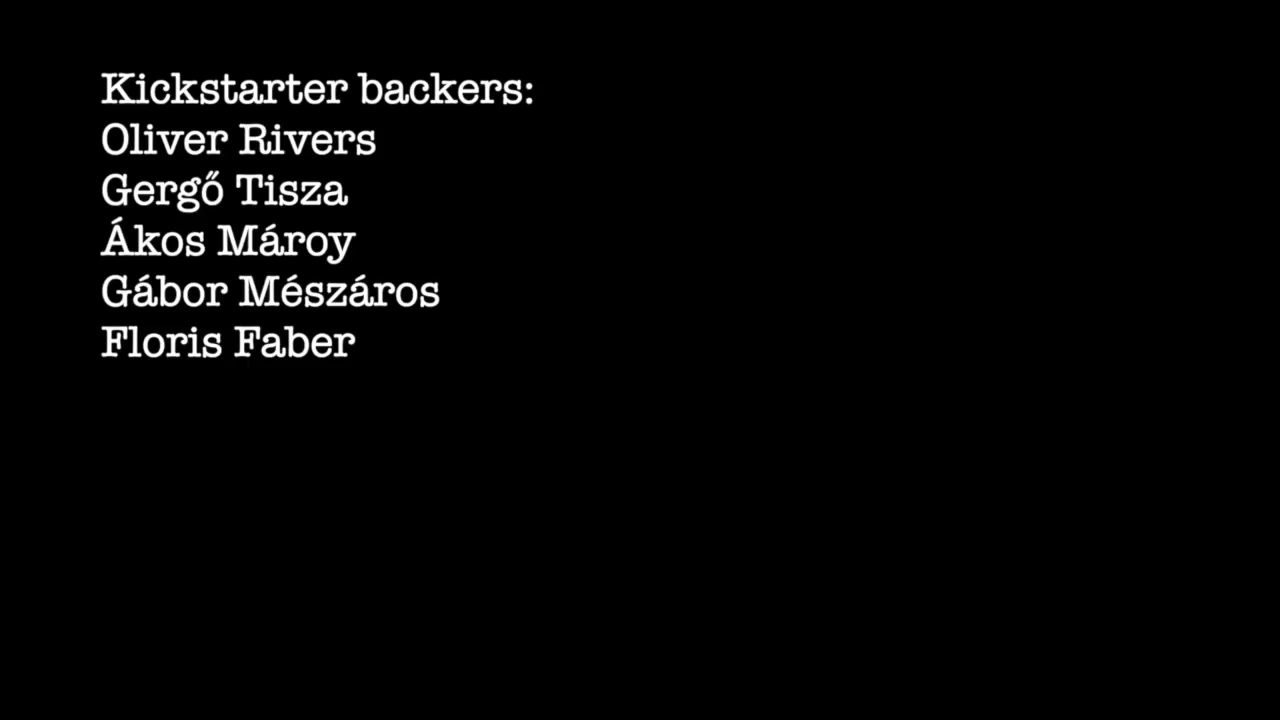 Kickstarter backers:
Oliver Rivers
Gergő Tisza
Ákos Mároy
Gábor Mészáros
Floris Faber